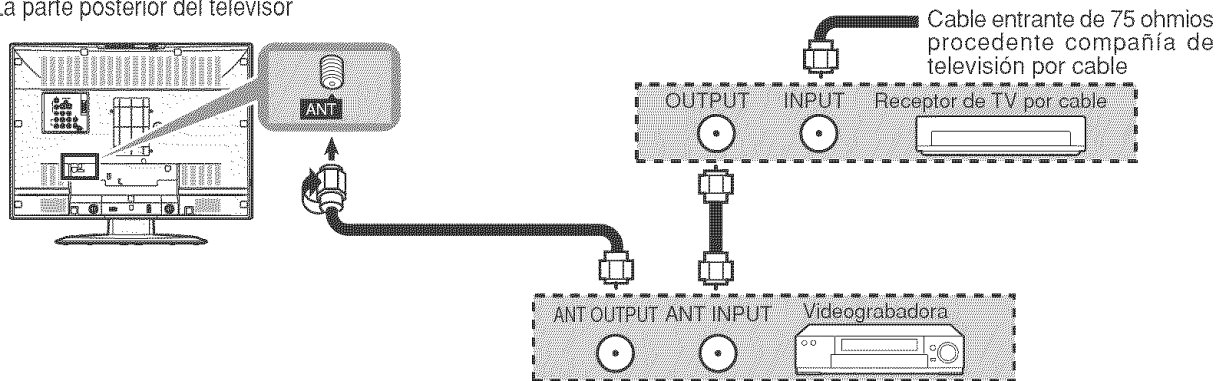 La parte posterior del televisor
ANT
Cable entrante de 75 ohmios
procedente compañía de
televisión por cable
OUTPUT INPUT Receptor de TV por cable
ANT OUTPUT ANT INPUT Videograbadora